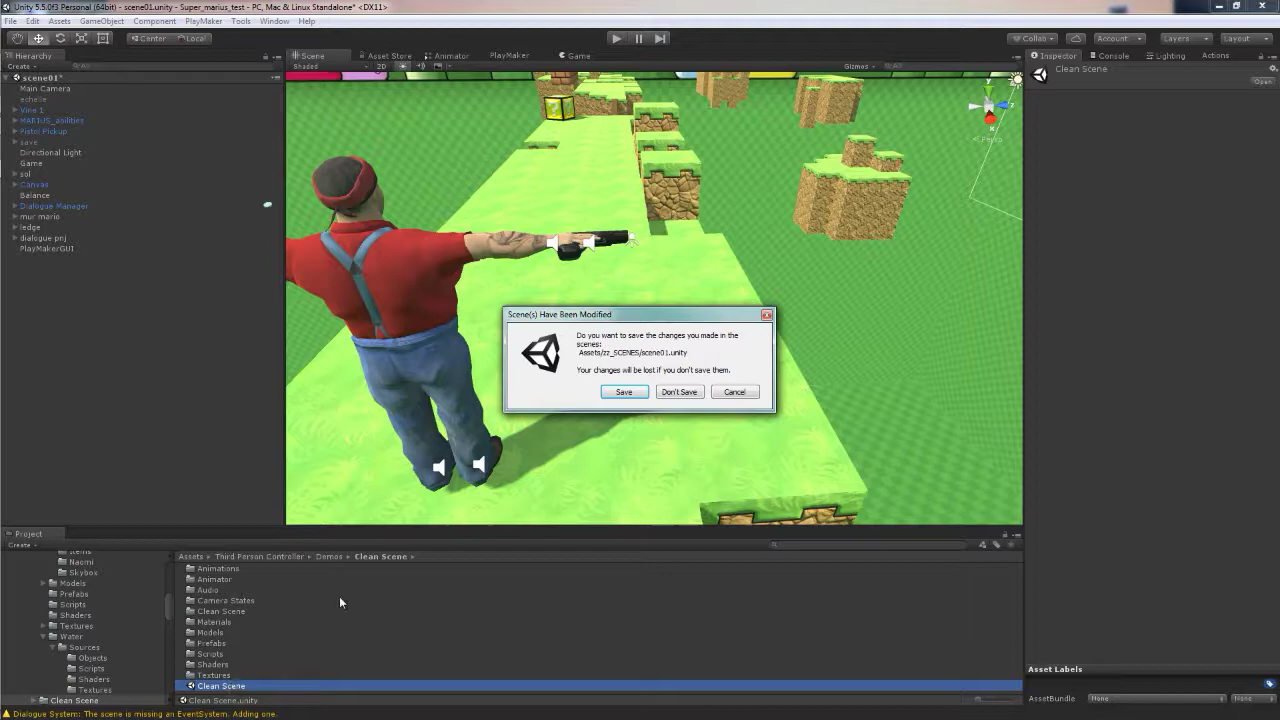 Unity 5.5.0f3 Personal (64bit) - scene01.unity - Super_marius_test - PC, Mac & Linux Standalone* <DX11>
File Edit Assets GameObject Component PlayMaker Tools Window Help
Center Local
Collab Account Layers Layout
Hierarchy
Scene Asset Store Animator PlayMaker Game
Inspector Console Lighting Actions
Create
All
Shaded 2D Gizmos All
Clean Scene
Open
scene01*
Main Camera
echelle
Vine 1
MARIUS_abilities
Pistol Pickup
save
Directional Light
Game
sol
Canvas
Balance
Dialogue Manager
mur mario
ledge
dialogue pnj
PlayMakerGUI
Persp
Scene(s) Have Been Modified
Do you want to save the changes you made in the
scenes:
Assets/zz_SCENES/scene01.unity
Your changes will be lost if you don't save them.
Save Don't Save Cancel
Project
Create
Assets Third Person Controller Demos Clean Scene
Items
Naomi
Skybox
Models
Prefabs
Scripts
Shaders
Textures
Water
Sources
Objects
Scripts
Shaders
Textures
Clean Scene
Animations
Animator
Audio
Camera States
Clean Scene
Materials
Models
Prefabs
Scripts
Shaders
Textures
Clean Scene
Clean Scene.unity
Asset Labels
AssetBundle None None
Dialogue System: The scene is missing an EventSystem. Adding one.